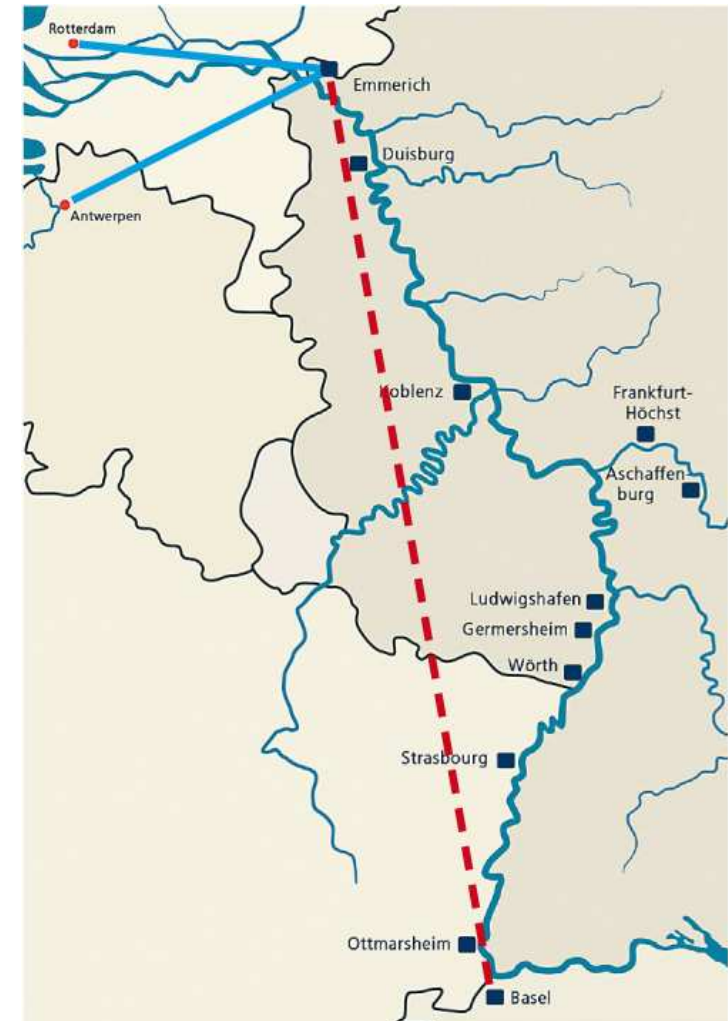 Rotterdam
Emmerich
Duisburg
Antwerpen
Koblenz
Frankfurt-
Höchst
Aschaffen-
burg
Ludwigshafen
Germersheim
Wörth
Strasbourg
Ottmarsheim
Basel